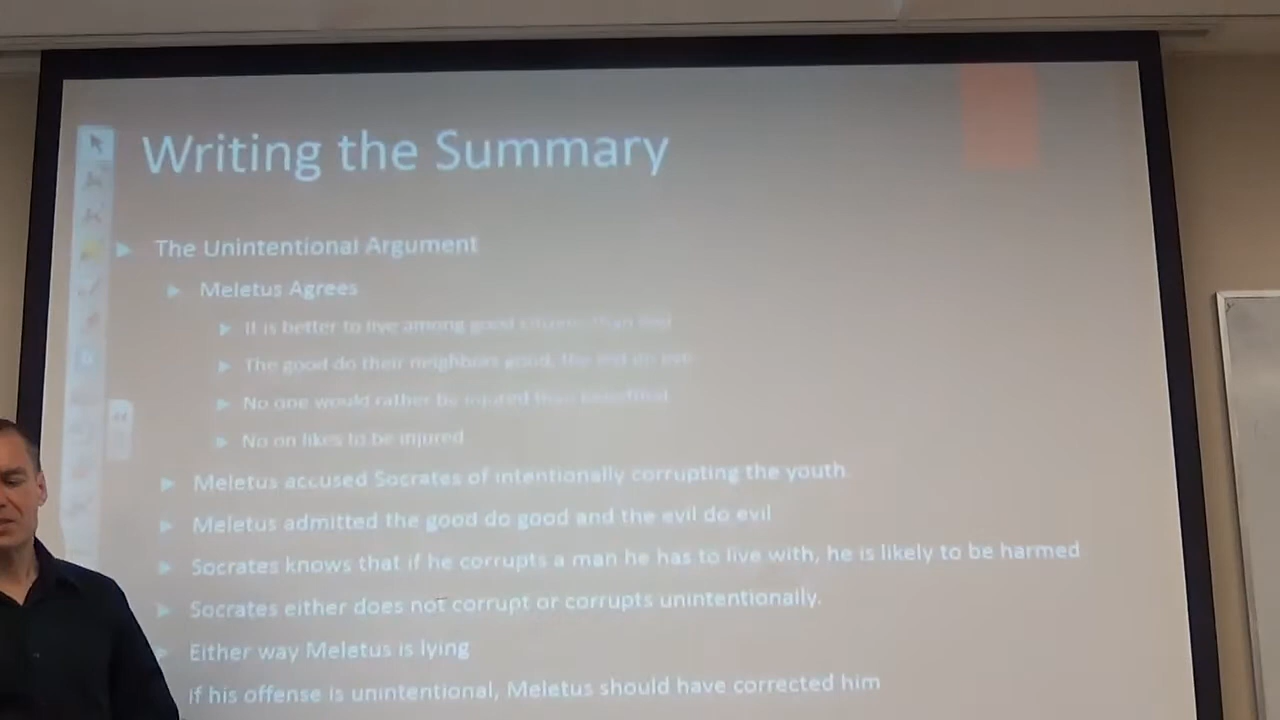 Writing the Summary
The Unintentional Argument
Meletus Agrees
It is better to live among good citizens than bad
The good do their neighbors good, the evil do evil
No one would rather be injured than benefited
No on likes to be injured
Meletus accused Socrates of intentionally corrupting the youth.
Meletus admitted the good do good and the evil do evil
Socrates knows that if he corrupts a man he has to live with, he is likely to be harmed
Socrates either does not corrupt or corrupts unintentionally.
Either way Meletus is lying
If his offense is unintentional, Meletus should have corrected him